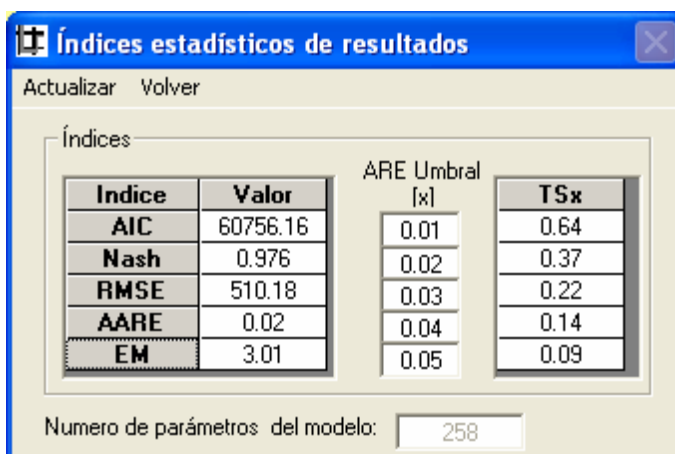 Índices estadísticos de resultados
Actualizar Volver
Índices
ARE Umbral
Indice Valor [x] TSx
AIC 60756.16 0.01 0.64
Nash 0.976 0.02 0.37
RMSE 510.18 0.03 0.22
AARE 0.02 0.04 0.14
EM 3.01 0.05 0.09
Numero de parámetros del modelo: 258